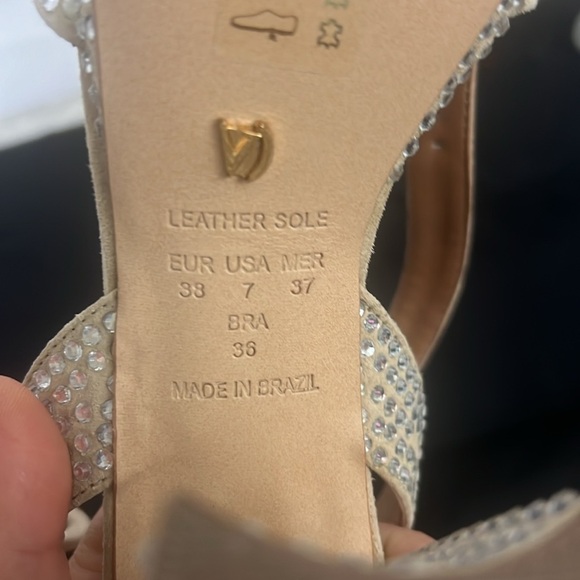 LEATHER SOLE
EUR USA MER
38 7 37
BRA
36
MADE IN BRAZIL